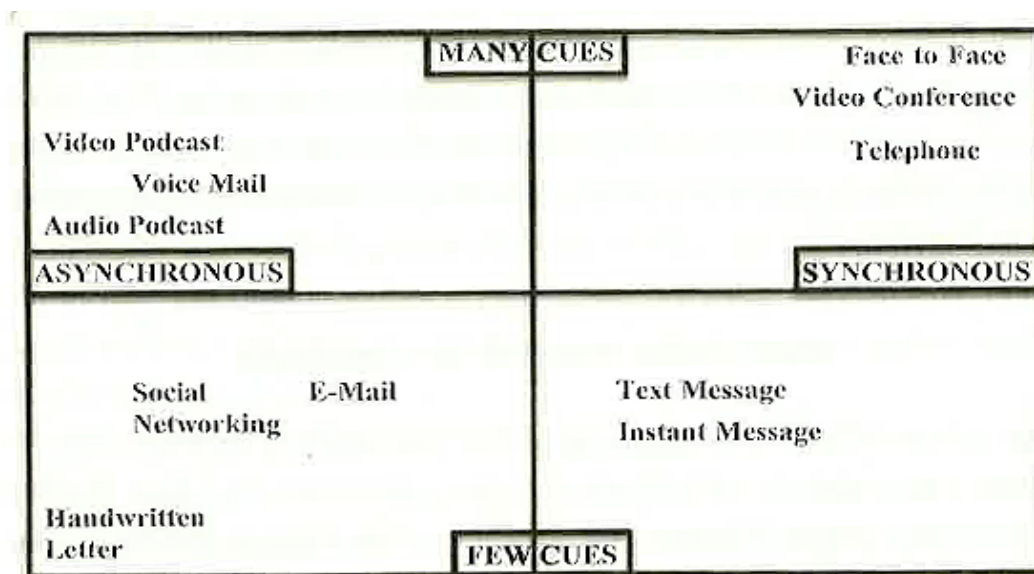 MANY CUES
Face to Face
Video Conference
Video Podcast
Telephone
Voice Mail
Audio Podcast
ASYNCHRONOUS
SYNCHRONOUS
Social E-Mail
Networking
Text Message
Instant Message
Handwritten
Letter
FEW CUES